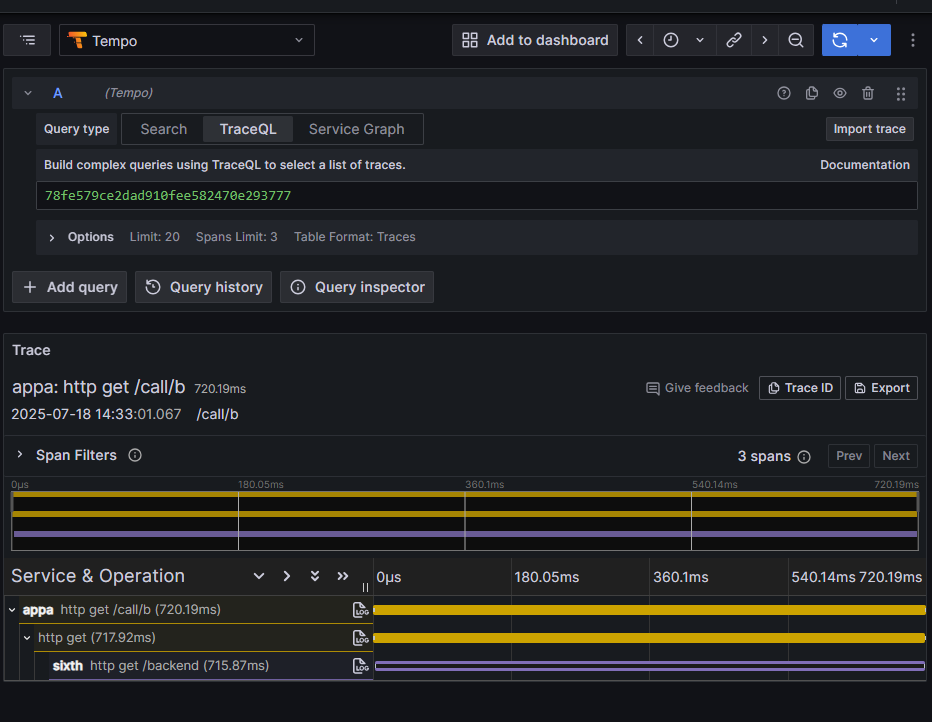 Tempo
Add to dashboard
A (Tempo)
Query type Search TraceQL Service Graph Import trace
Build complex queries using TraceQL to select a list of traces. Documentation
78fe579ce2dad910fee582470e293777
Options Limit: 20 Spans Limit: 3 Table Format: Traces
Add query Query history Query inspector
Trace
appa: http get /call/b 720.19ms Give feedback Trace ID Export
2025-07-18 14:33:01.067 /call/b
Span Filters 3 spans Prev Next
0µs 180.05ms 360.1ms 540.14ms 720.19ms
Service & Operation 0µs 180.05ms 360.1ms 540.14ms 720.19ms
appa http get /call/b (720.19ms) LOG
http get (717.92ms) LOG
sixth http get /backend (715.87ms) LOG